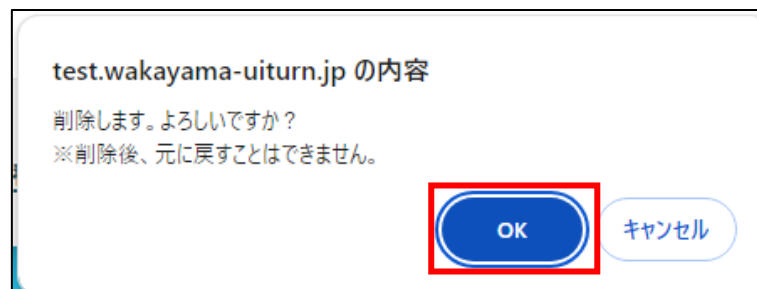 test.wakayama-uiturn.jp の内容
削除します。よろしいですか？
※削除後、元に戻すことはできません。
OK
キャンセル